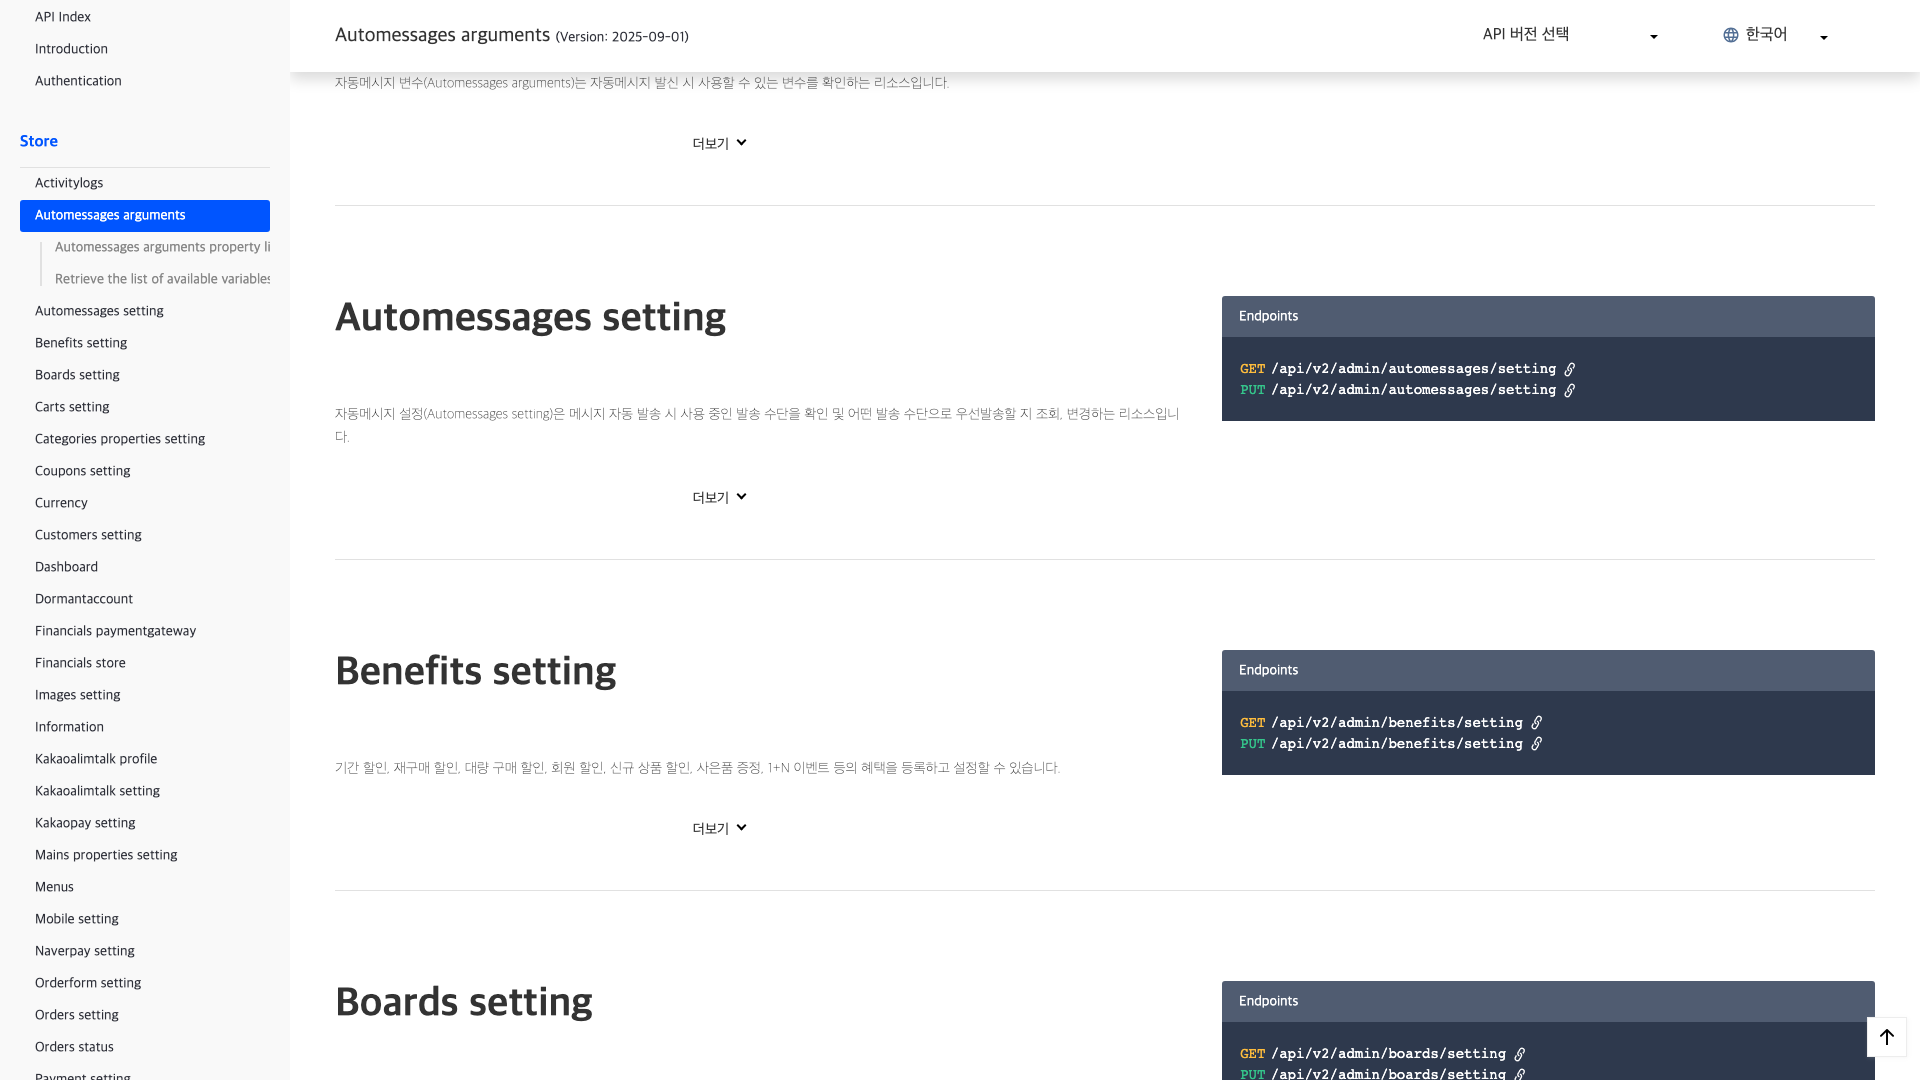 API Index
Introduction
Authentication
Store
Activitylogs
Automessages arguments
Automessages arguments property li
Retrieve the list of available variables
Automessages setting
Benefits setting
Boards setting
Carts setting
Categories properties setting
Coupons setting
Currency
Customers setting
Dashboard
Dormantaccount
Financials paymentgateway
Financials store
Images setting
Information
Kakaoalimtalk profile
Kakaoalimtalk setting
Kakaopay setting
Mains properties setting
Menus
Mobile setting
Naverpay setting
Orderform setting
Orders setting
Orders status
Payment setting
Automessages arguments (Version: 2025-09-01)
API 버전 선택
한국어
자동메시지 변수(Automessages arguments)는 자동메시지 발신 시 사용할 수 있는 변수를 확인하는 리소스입니다.
더보기
Automessages setting
자동메시지 설정(Automessages setting)은 메시지 자동 발송 시 사용 중인 발송 수단을 확인 및 어떤 발송 수단으로 우선발송할 지 조회, 변경하는 리소스입니
다.
더보기
Endpoints
GET /api/v2/admin/automessages/setting
PUT /api/v2/admin/automessages/setting
Benefits setting
기간 할인, 재구매 할인, 대량 구매 할인, 회원 할인, 신규 상품 할인, 사은품 증정, 1+N 이벤트 등의 혜택을 등록하고 설정할 수 있습니다.
더보기
Endpoints
GET /api/v2/admin/benefits/setting
PUT /api/v2/admin/benefits/setting
Boards setting
Endpoints
GET /api/v2/admin/boards/setting
PUT /api/v2/admin/boards/setting